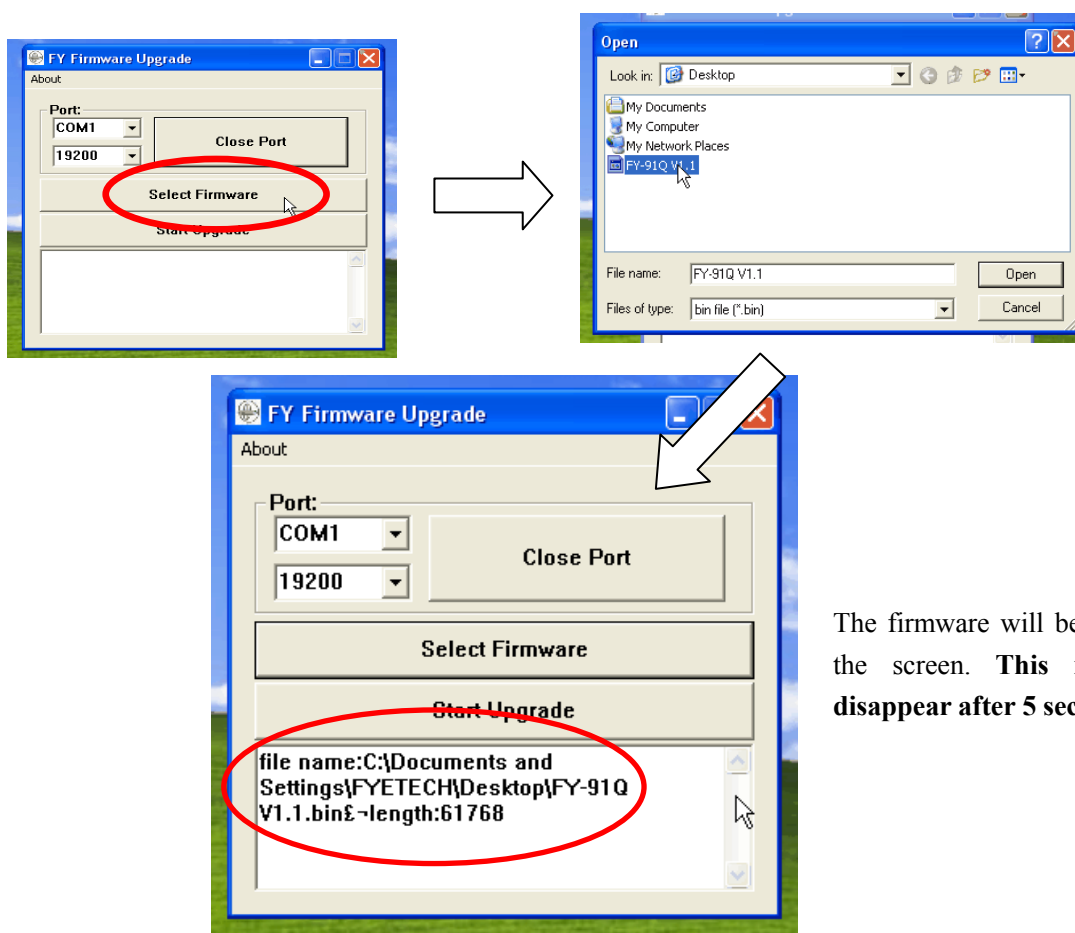 FY Firmware Upgrade
About
Port:
COM1
19200
Close Port
Select Firmware
Start Upgrade
Open
Look in: Desktop
My Documents
My Computer
My Network Places
FY-91Q V1.1
File name: FY-91Q V1.1 Open
Files of type: bin file (*.bin) Cancel
FY Firmware Upgrade
About
Port:
COM1
19200
Close Port
Select Firmware
Start Upgrade
file name:C:\Documents and
Settings\FYETECH\Desktop\FY-91Q
V1.1.bin£¬length:61768
The firmware will be
the screen. This
disappear after 5 sec